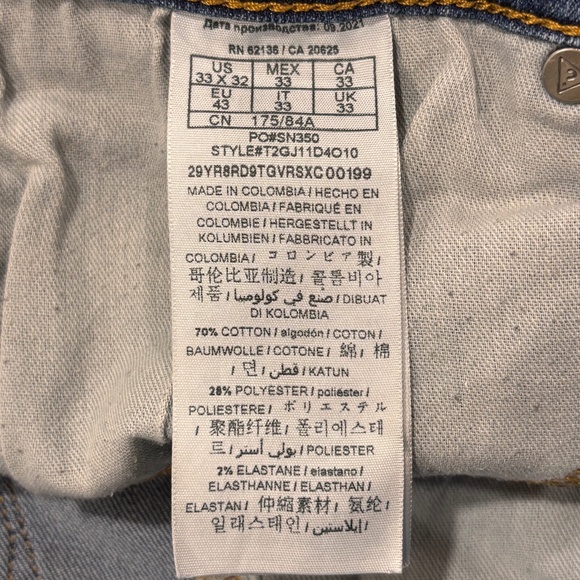 Дата производства: 09.2021
RN 62136 / CA 20625
US MEX CA
33 X 32 33 33
EU IT UK
43 33 33
CN 175/84A
PO#SN350
STYLE#T2GJ11D4O10
29YR8RD9TGVRSXC00199
MADE IN COLOMBIA / HECHO EN
COLOMBIA / FABRIQUÉ EN
COLOMBIE / HERGESTELLT IN
KOLUMBIEN / FABBRICATO IN
COLOMBIA / コロンビア製 /
哥伦比亚制造 / 콜롬비아
제품 / صنع في كولومبيا / DIBUAT
DI KOLOMBIA
70% COTTON / algodón / COTON /
BAUMWOLLE / COTONE / 綿 / 棉
/ 면 / قطن / KATUN
28% POLYESTER / poliéster /
POLIESTERE / ポリエステル
/ 聚酯纤维 / 폴리에스테
르 / بولي أستر / POLIESTER
2% ELASTANE / elastano /
ELASTHANNE / ELASTHAN /
ELASTAN / 伸縮素材 / 氨纶 /
일래스태인 / إيلاستين /